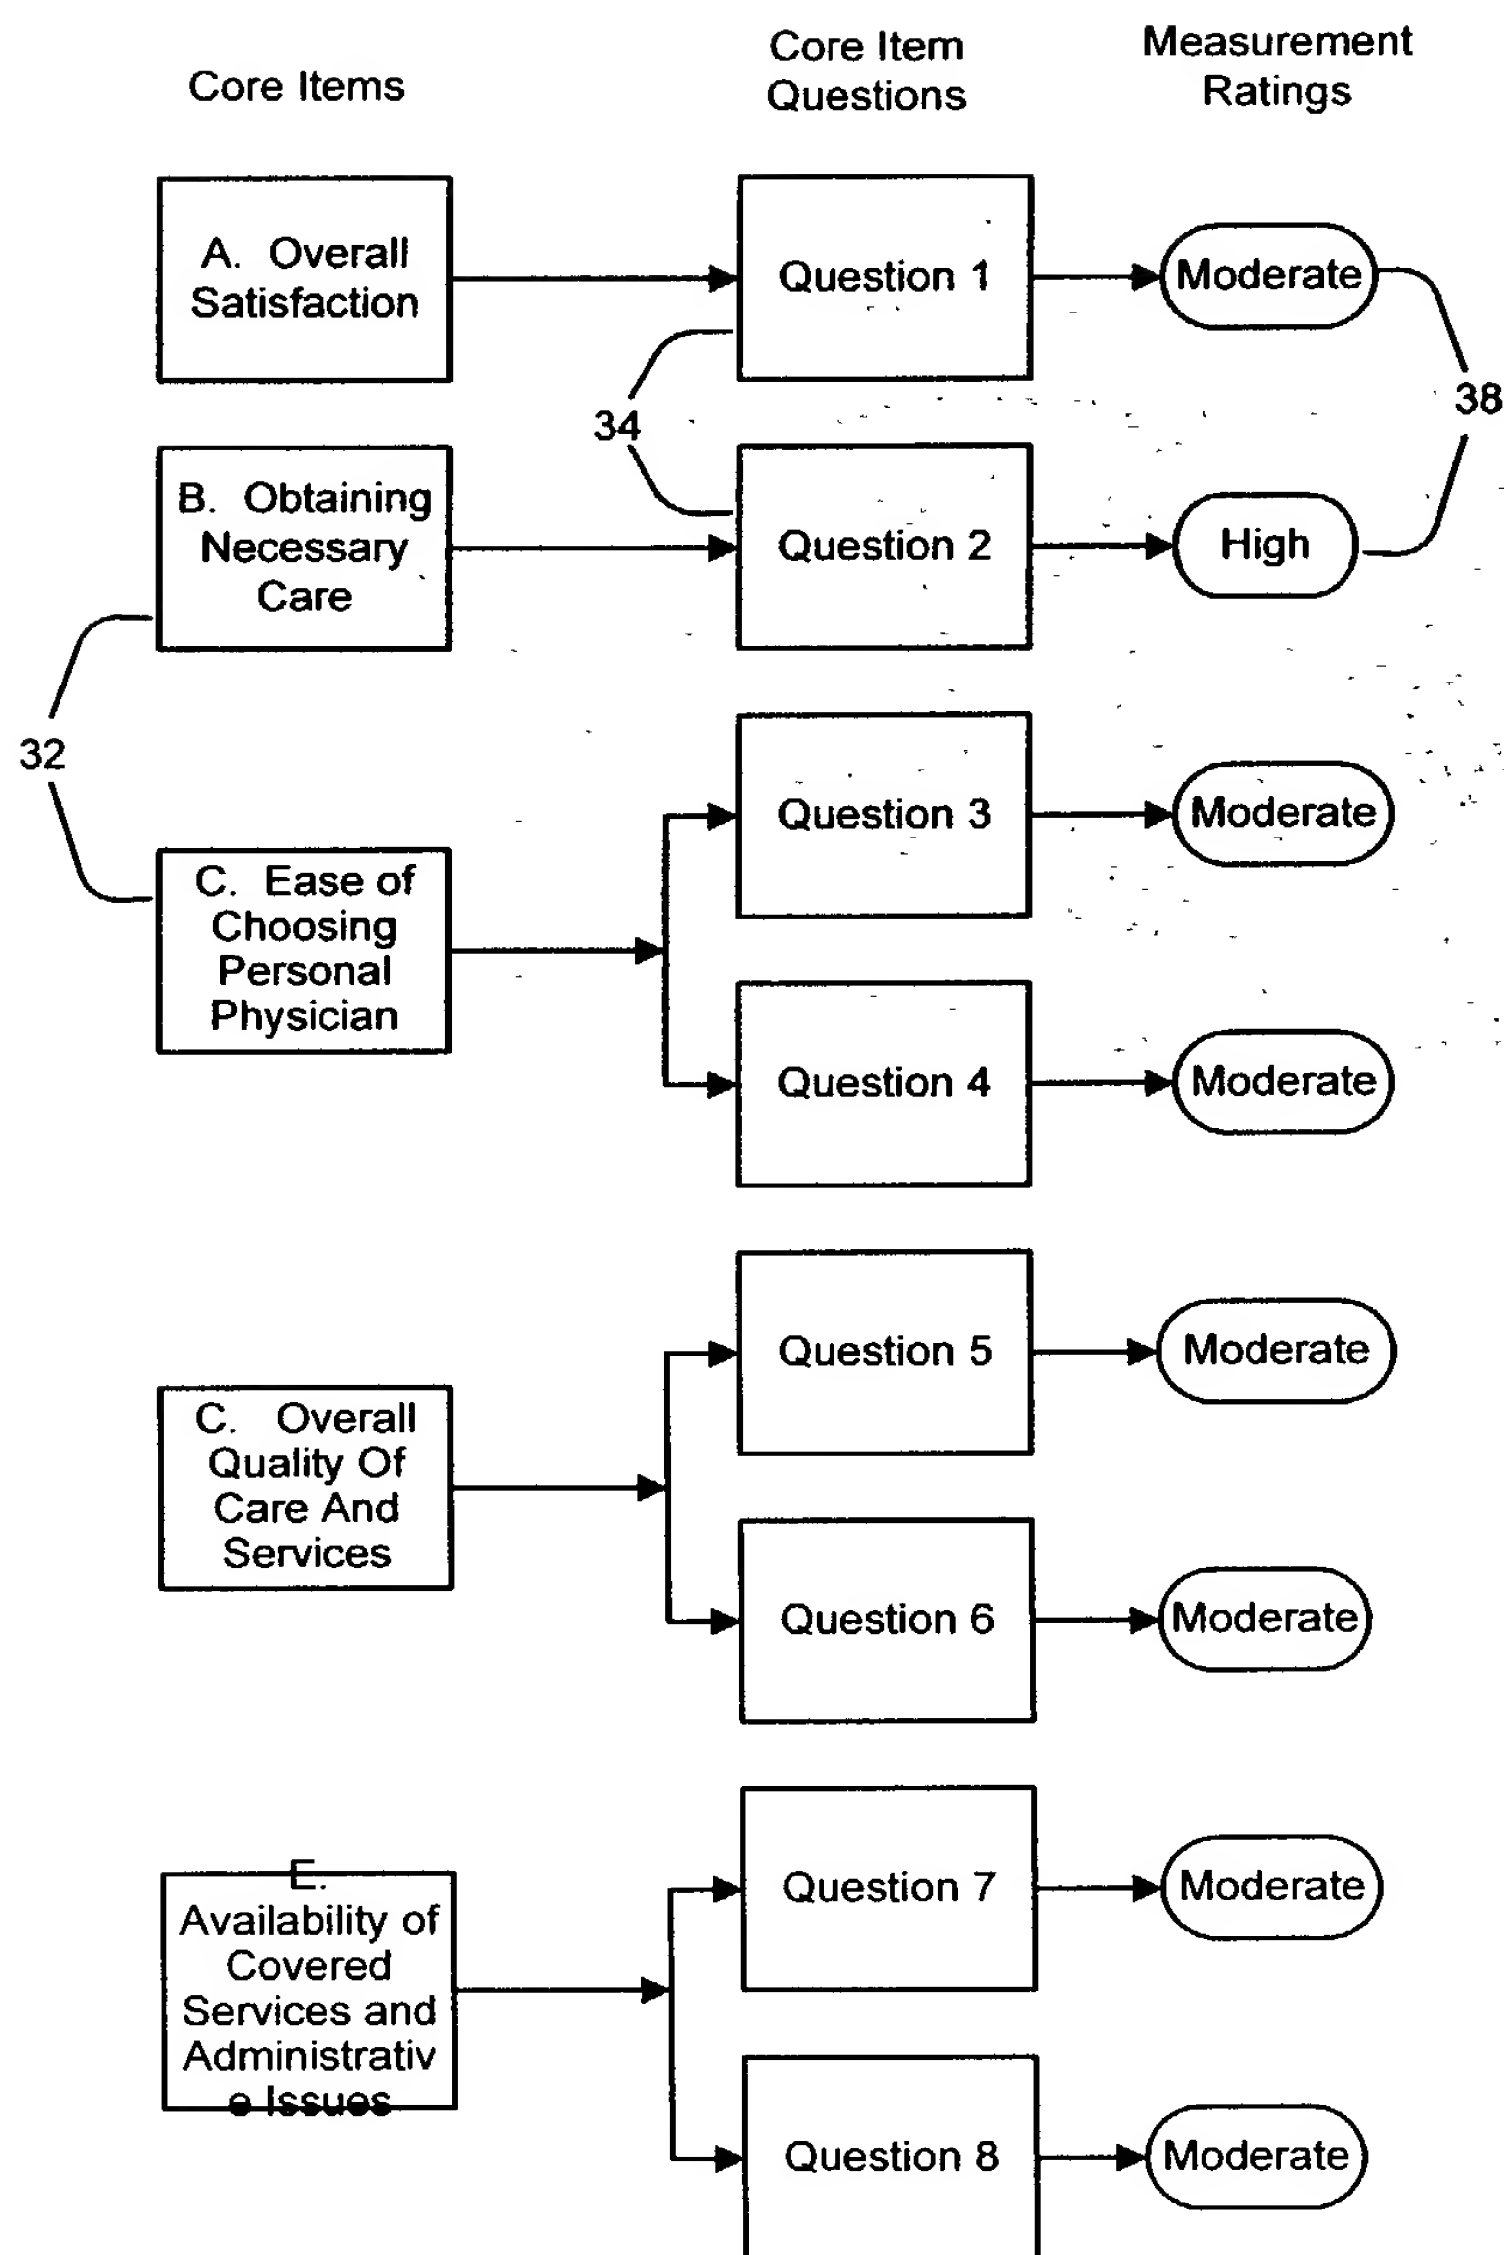 Core Items
Core Item
Questions
Measurement
Ratings
A. Overall
Satisfaction
Question 1
Moderate
34
38
B. Obtaining
Necessary
Care
Question 2
High
32
C. Ease of
Choosing
Personal
Physician
Question 3
Moderate
Question 4
Moderate
C. Overall
Quality Of
Care And
Services
Question 5
Moderate
Question 6
Moderate
E.
Availability of
Covered
Services and
Administrativ
e Issues
Question 7
Moderate
Question 8
Moderate